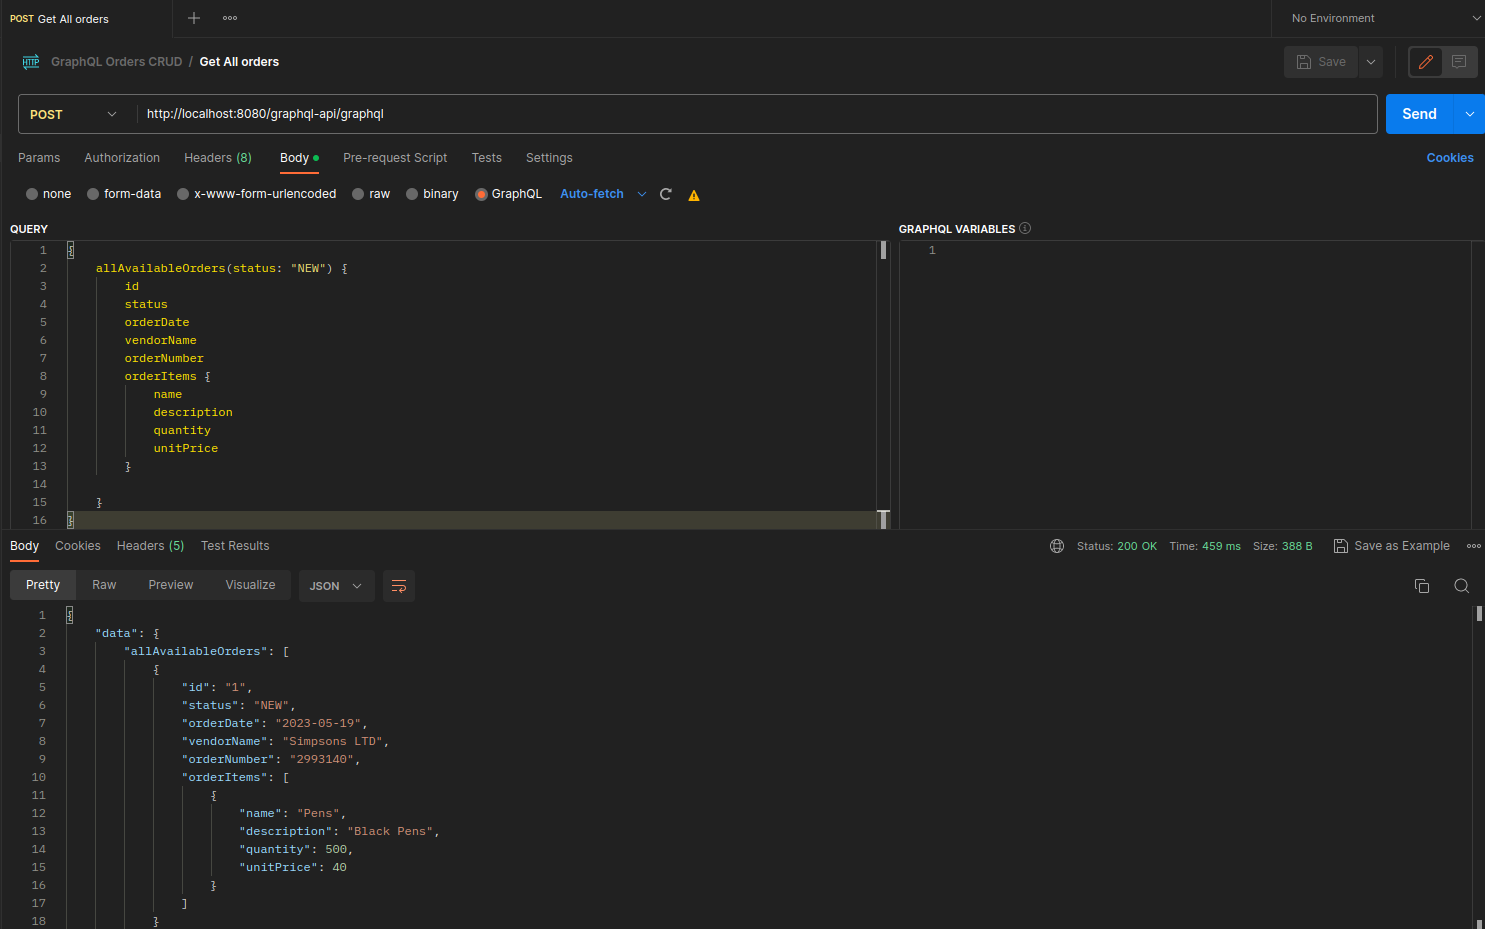 POST Get All orders
No Environment
HTTP GraphQL Orders CRUD / Get All orders
Save
POST http://localhost:8080/graphql-api/graphql Send
Params Authorization Headers (8) Body Pre-request Script Tests Settings Cookies
none form-data x-www-form-urlencoded raw binary GraphQL Auto-fetch
QUERY GRAPHQL VARIABLES
1 { 1
2 allAvailableOrders(status: "NEW") {
3 id
4 status
5 orderDate
6 vendorName
7 orderNumber
8 orderItems {
9 name
10 description
11 quantity
12 unitPrice
13 }
14
15 }
16 }
Body Cookies Headers (5) Test Results Status: 200 OK Time: 459 ms Size: 388 B Save as Example
Pretty Raw Preview Visualize JSON
1 {
2 "data": {
3 "allAvailableOrders": [
4 {
5 "id": "1",
6 "status": "NEW",
7 "orderDate": "2023-05-19",
8 "vendorName": "Simpsons LTD",
9 "orderNumber": "2993140",
10 "orderItems": [
11 {
12 "name": "Pens",
13 "description": "Black Pens",
14 "quantity": 500,
15 "unitPrice": 40
16 }
17 ]
18 }